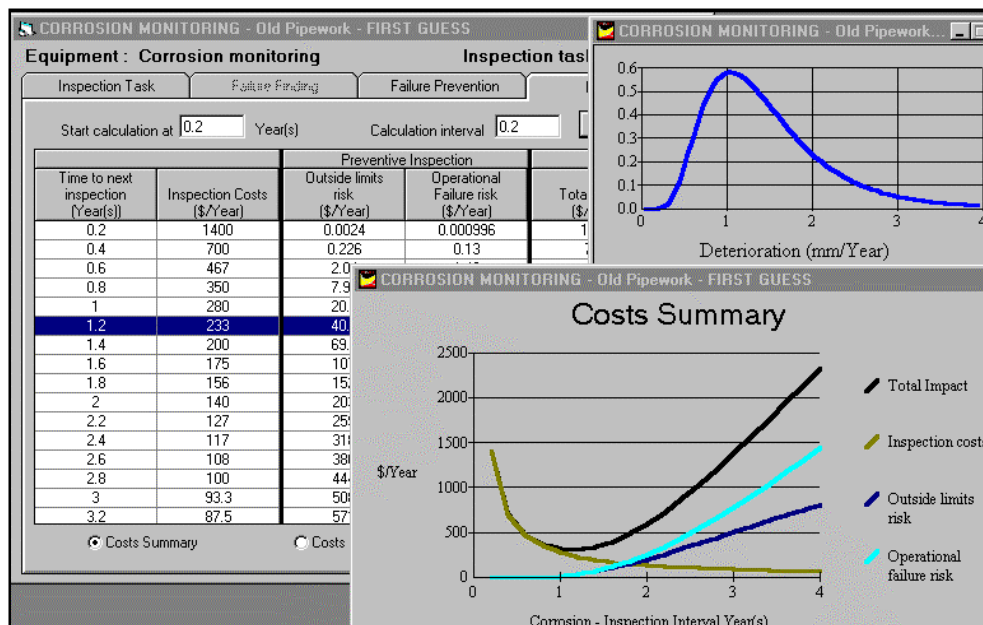 CORROSION MONITORING - Old Pipework - FIRST GUESS
Equipment : Corrosion monitoring Inspection task
Inspection Task Failure Finding Failure Prevention
Start calculation at 0.2 Year(s) Calculation interval 0.2
Preventive Inspection
Time to next inspection (Year(s)) Inspection Costs ($/Year) Outside limits risk ($/Year) Operational Failure risk ($/Year)
0.2 1400 0.0024 0.000996
0.4 700 0.226 0.13
0.6 467
0.8 350
1 280
1.2 233
1.4 200
1.6 175
1.8 156
2 140
2.2 127
2.4 117
2.6 108
2.8 100
3 93.3
3.2 87.5
Costs Summary Costs
CORROSION MONITORING - Old Pipework...
0.6
0.5
0.4
0.3
0.2
0.1
0.0
0 1 2 3 4
Deterioration (mm/Year)
CORROSION MONITORING - Old Pipework - FIRST GUESS
Costs Summary
2500
2000
1500
1000
500
0
$/Year
0 1 2 3 4
Corrosion - Inspection Interval Year(s)
Total Impact
Inspection costs
Outside limits
risk
Operational
failure risk